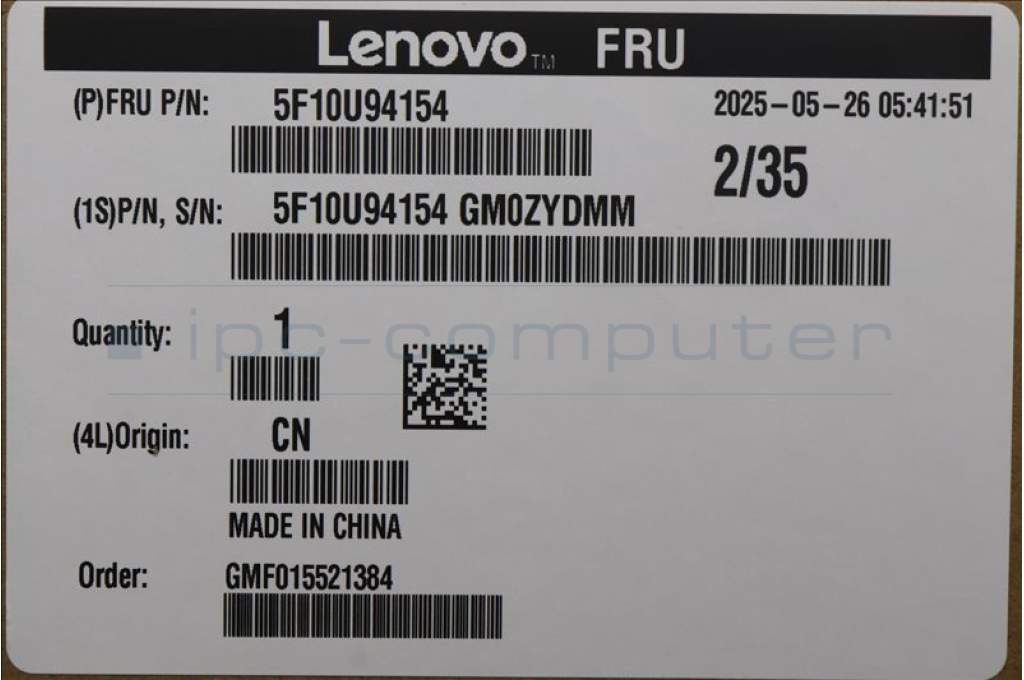 Lenovo™ FRU
(P)FRU P/N: 5F10U94154 2025-05-26 05:41:51
2/35
(1S)P/N, S/N: 5F10U94154 GM0ZYDMM
ipc-computer
Quantity: 1
(4L)Origin: CN
MADE IN CHINA
Order: GMF015521384